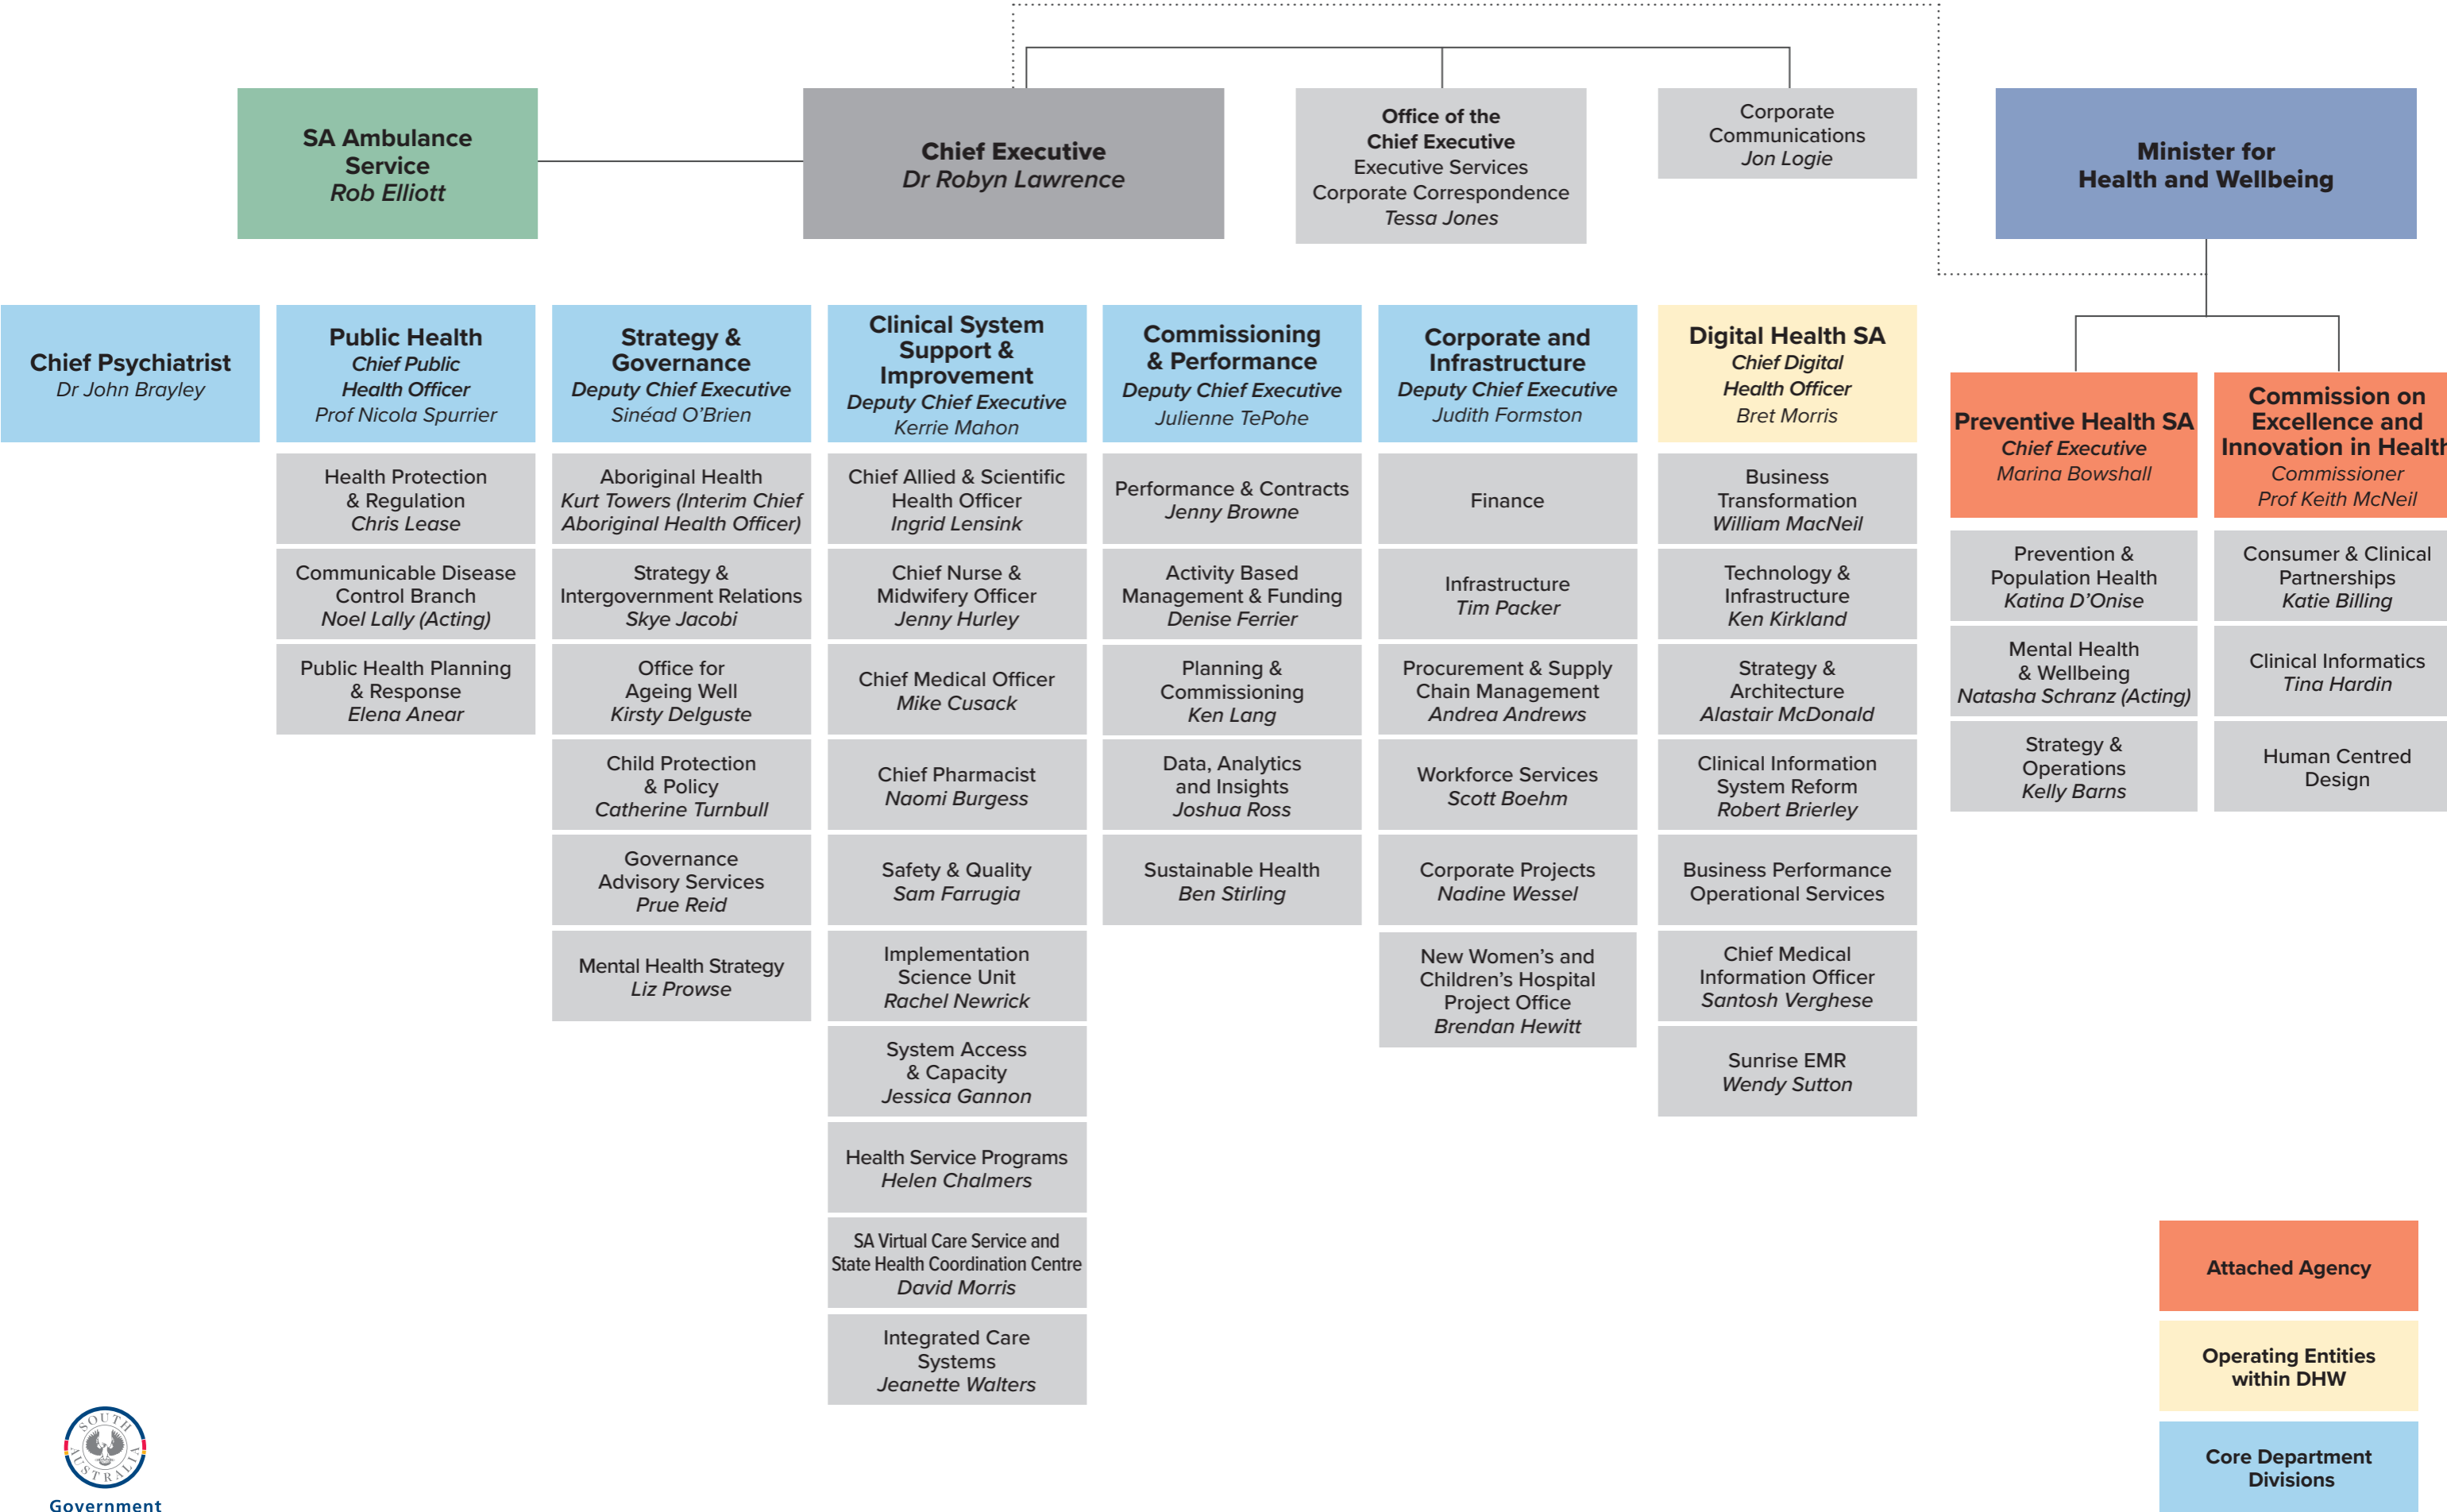 SA Ambulance
Service
Rob Elliott
Chief Executive
Dr Robyn Lawrence
Office of the
Chief Executive
Executive Services
Corporate Correspondence
Tessa Jones
Corporate
Communications
Jon Logie
Minister for
Health and Wellbeing
Chief Psychiatrist
Dr John Brayley
Public Health
Chief Public
Health Officer
Prof Nicola Spurrier
Health Protection
& Regulation
Chris Lease
Communicable Disease
Control Branch
Noel Lally (Acting)
Public Health Planning
& Response
Elena Anear
Strategy &
Governance
Deputy Chief Executive
Sinéad O’Brien
Aboriginal Health
Kurt Towers (Interim Chief
Aboriginal Health Officer)
Strategy &
Intergovernment Relations
Skye Jacobi
Office for
Ageing Well
Kirsty Delguste
Child Protection
& Policy
Catherine Turnbull
Governance
Advisory Services
Prue Reid
Mental Health Strategy
Liz Prowse
Clinical System
Support &
Improvement
Deputy Chief Executive
Kerrie Mahon
Chief Allied & Scientific
Health Officer
Ingrid Lensink
Chief Nurse &
Midwifery Officer
Jenny Hurley
Chief Medical Officer
Mike Cusack
Chief Pharmacist
Naomi Burgess
Safety & Quality
Sam Farrugia
Implementation
Science Unit
Rachel Newrick
System Access
& Capacity
Jessica Gannon
Health Service Programs
Helen Chalmers
SA Virtual Care Service and
State Health Coordination Centre
David Morris
Integrated Care
Systems
Jeanette Walters
Commissioning
& Performance
Deputy Chief Executive
Julienne TePohe
Performance & Contracts
Jenny Browne
Activity Based
Management & Funding
Denise Ferrier
Planning &
Commissioning
Ken Lang
Data, Analytics
and Insights
Joshua Ross
Sustainable Health
Ben Stirling
Corporate and
Infrastructure
Deputy Chief Executive
Judith Formston
Finance
Infrastructure
Tim Packer
Procurement & Supply
Chain Management
Andrea Andrews
Workforce Services
Scott Boehm
Corporate Projects
Nadine Wessel
New Women’s and
Children’s Hospital
Project Office
Brendan Hewitt
Digital Health SA
Chief Digital
Health Officer
Bret Morris
Business
Transformation
William MacNeil
Technology &
Infrastructure
Ken Kirkland
Strategy &
Architecture
Alastair McDonald
Clinical Information
System Reform
Robert Brierley
Business Performance
Operational Services
Chief Medical
Information Officer
Santosh Verghese
Sunrise EMR
Wendy Sutton
Preventive Health SA
Chief Executive
Marina Bowshall
Prevention &
Population Health
Katina D’Onise
Mental Health
& Wellbeing
Natasha Schranz (Acting)
Strategy &
Operations
Kelly Barns
Commission on
Excellence and
Innovation in Health
Commissioner
Prof Keith McNeil
Consumer & Clinical
Partnerships
Katie Billing
Clinical Informatics
Tina Hardin
Human Centred
Design
Attached Agency
Operating Entities
within DHW
Core Department
Divisions
SOUTH
AUSTRALIA
Government